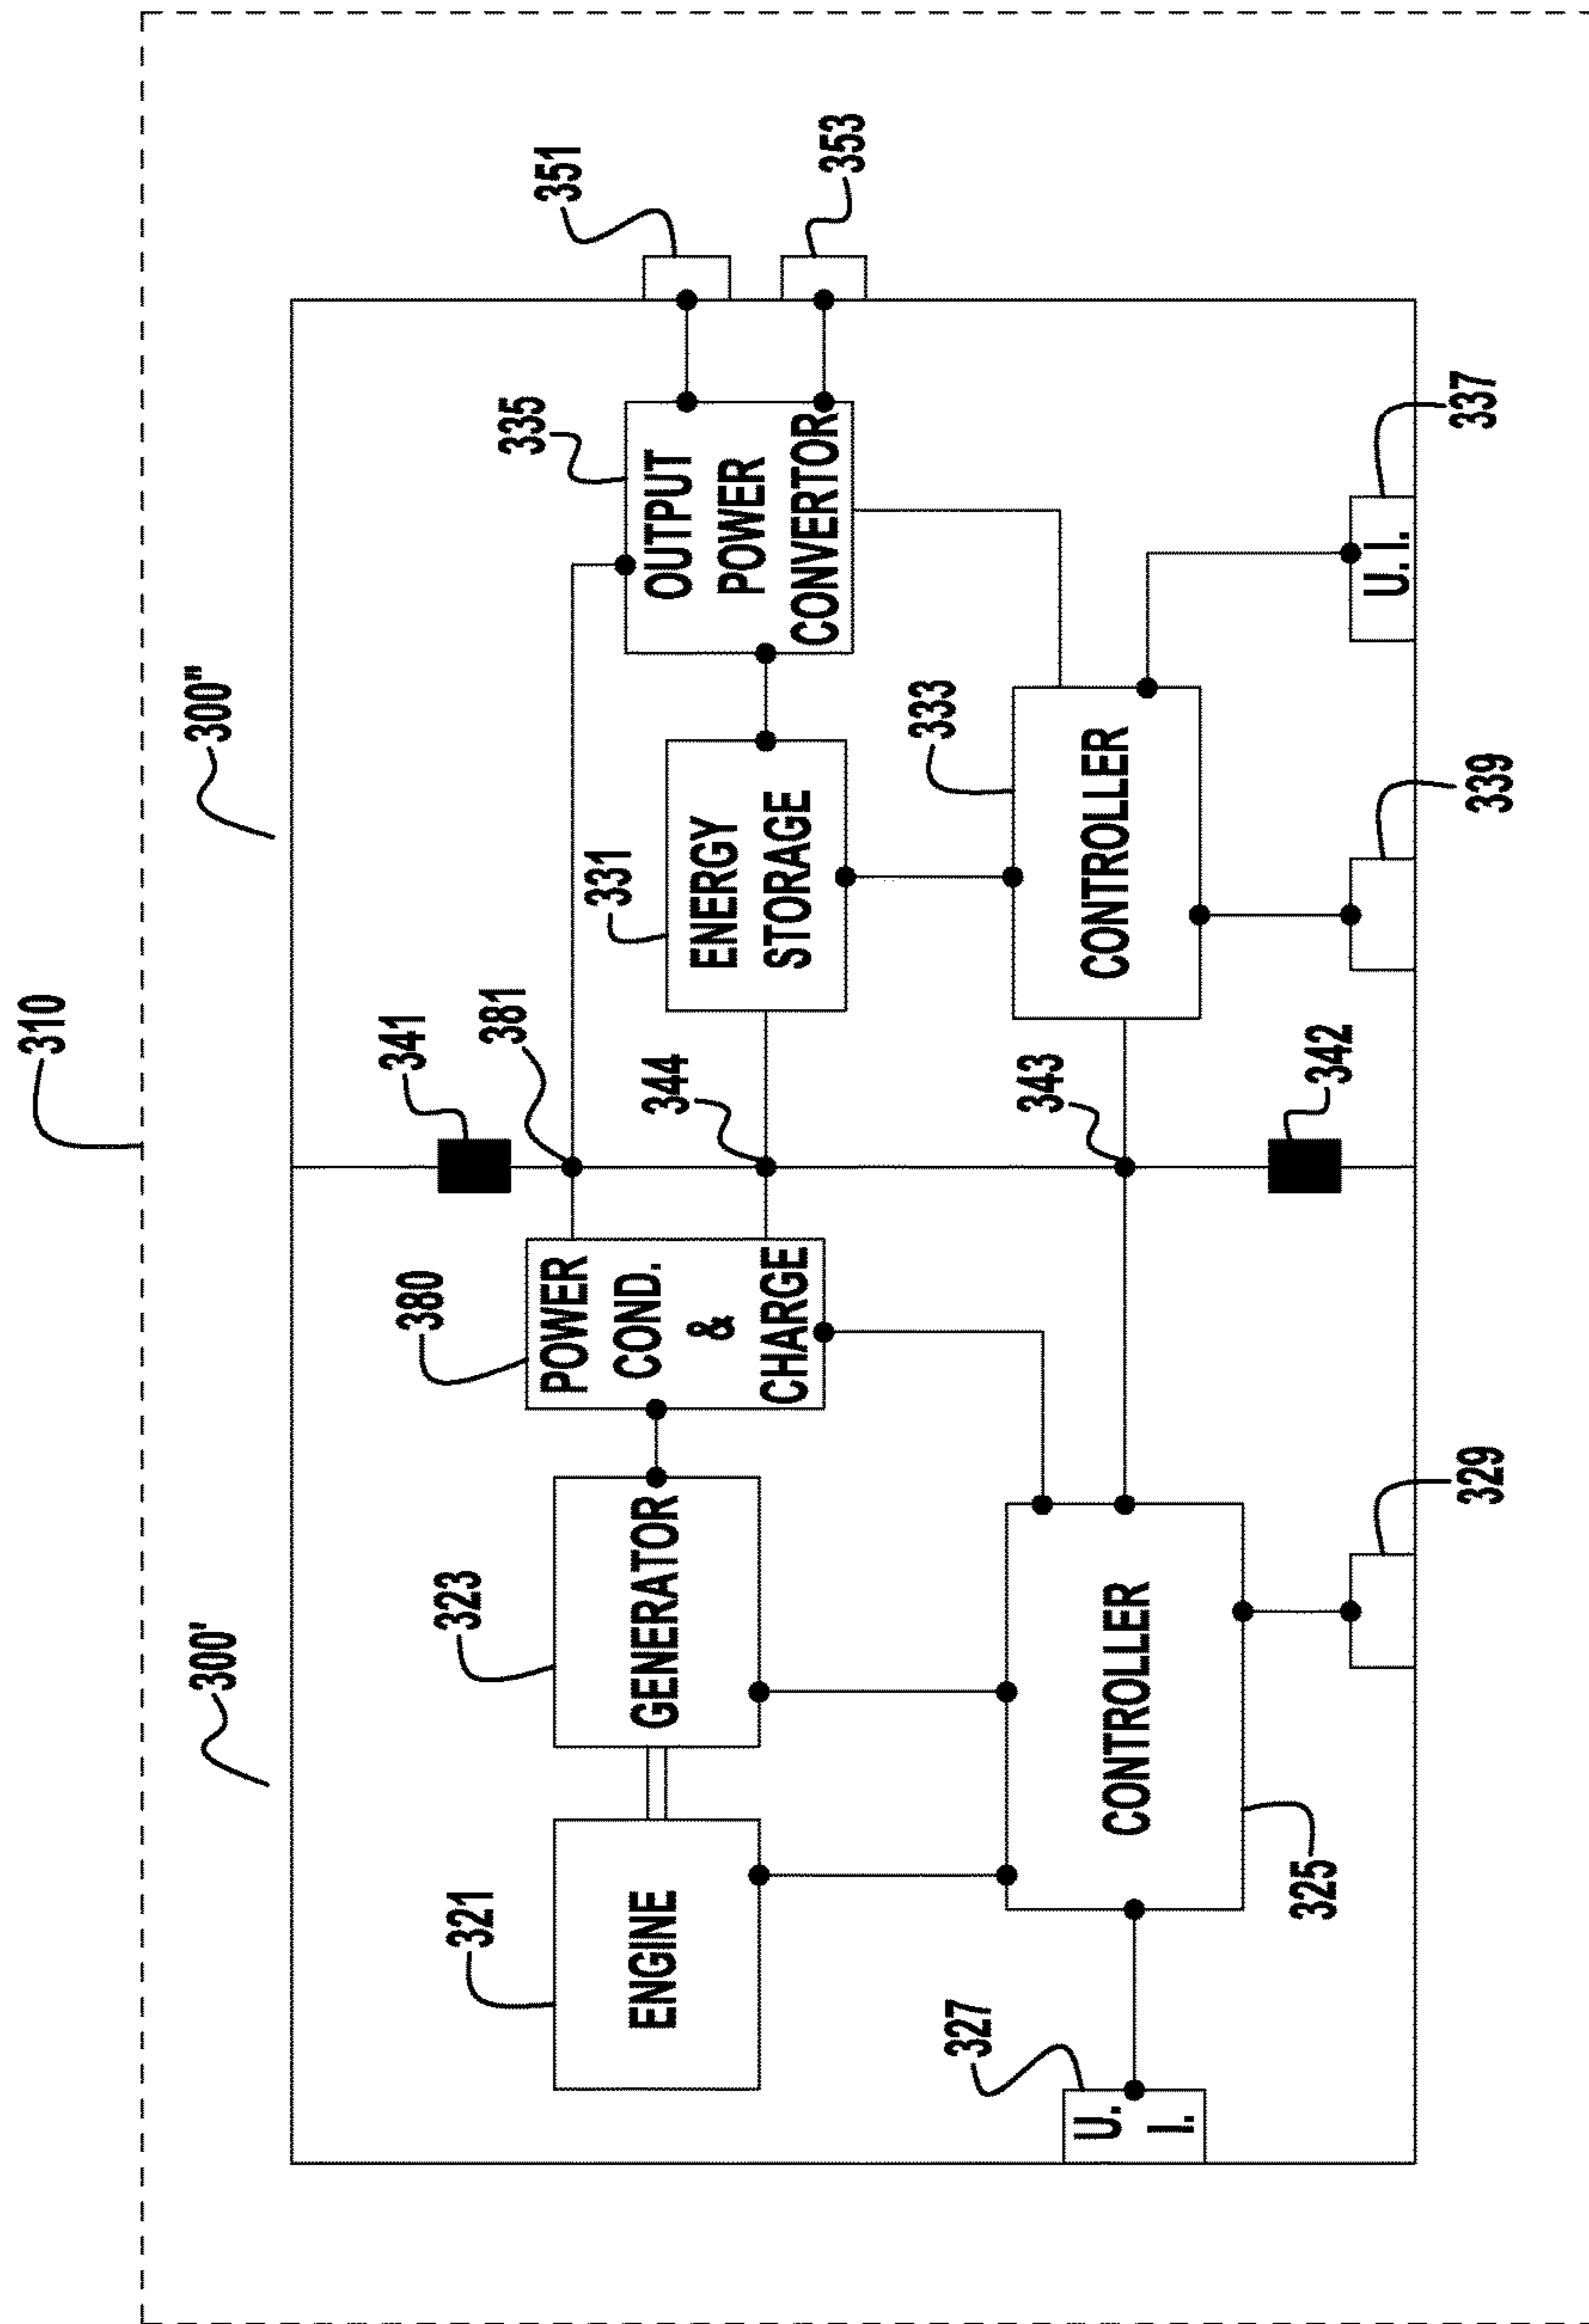 310
300'
300"
321
ENGINE
323
GENERATOR
380
POWER
COND.
&
CHARGE
341
381
344
343
342
331
ENERGY
STORAGE
335
OUTPUT
POWER
CONVERTOR
351
353
327
U.
I.
CONTROLLER
325
329
333
CONTROLLER
339
U. I.
337